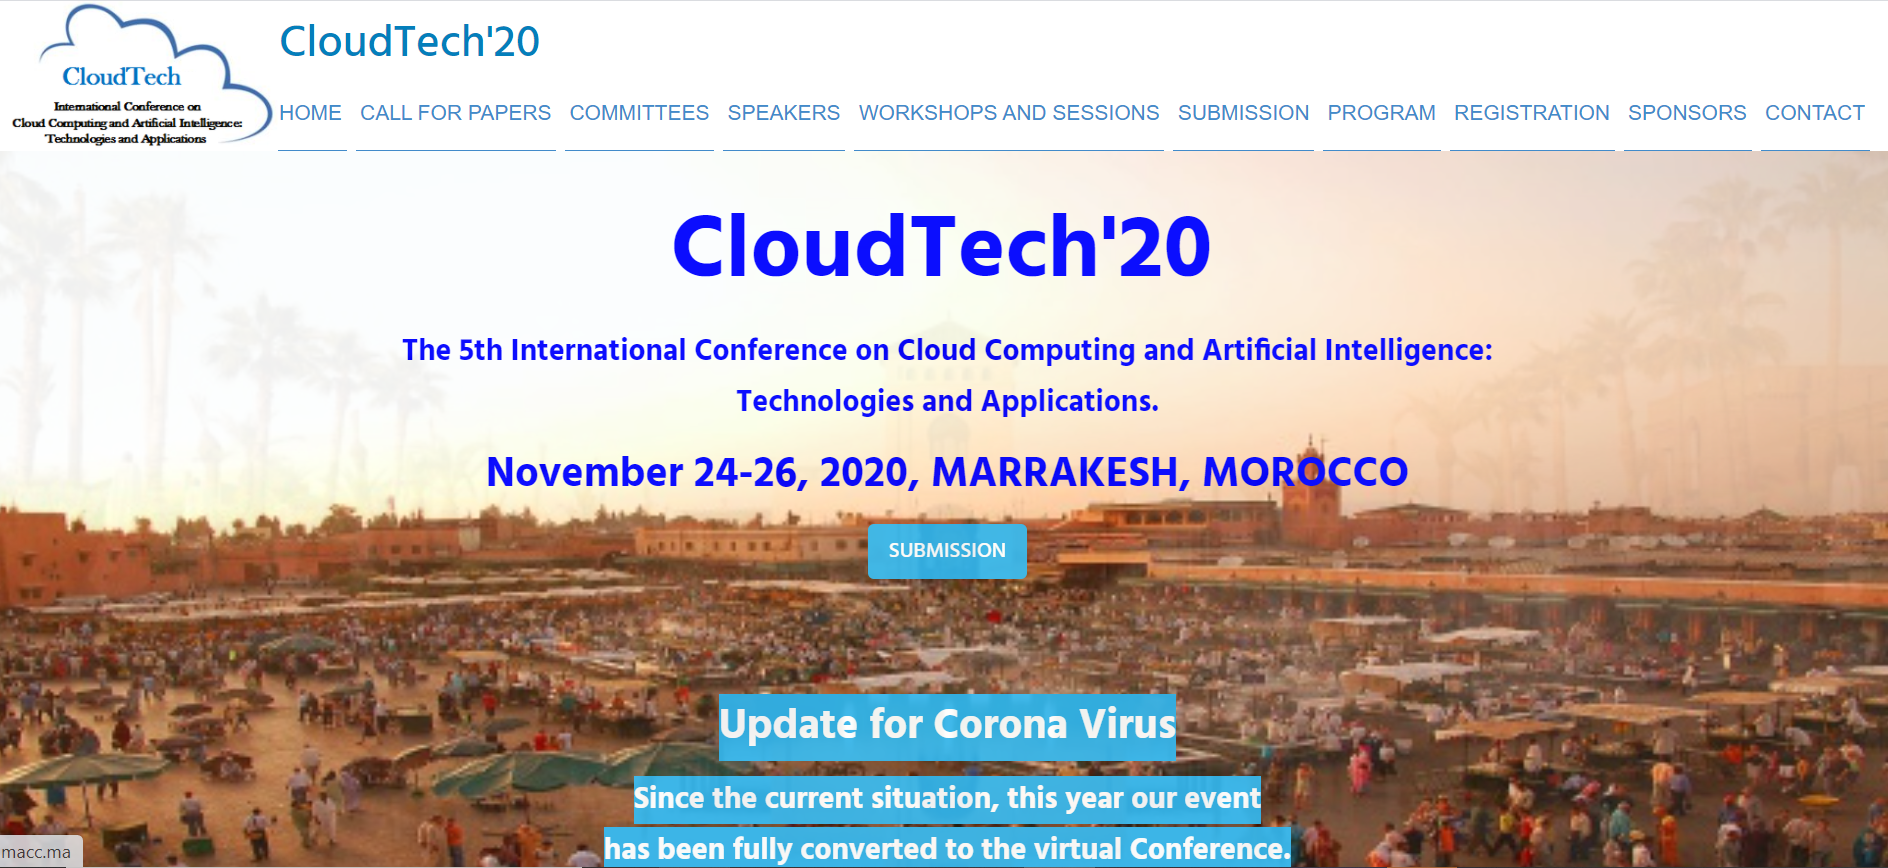 CloudTech
International Conference on
Cloud Computing and Artificial Intelligence:
Technologies and Applications
CloudTech'20
HOME CALL FOR PAPERS COMMITTEES SPEAKERS WORKSHOPS AND SESSIONS SUBMISSION PROGRAM REGISTRATION SPONSORS CONTACT
CloudTech'20
The 5th International Conference on Cloud Computing and Artificial Intelligence:
Technologies and Applications.
November 24-26, 2020, MARRAKESH, MOROCCO
SUBMISSION
Update for Corona Virus
Since the current situation, this year our event
has been fully converted to the virtual Conference.
macc.ma